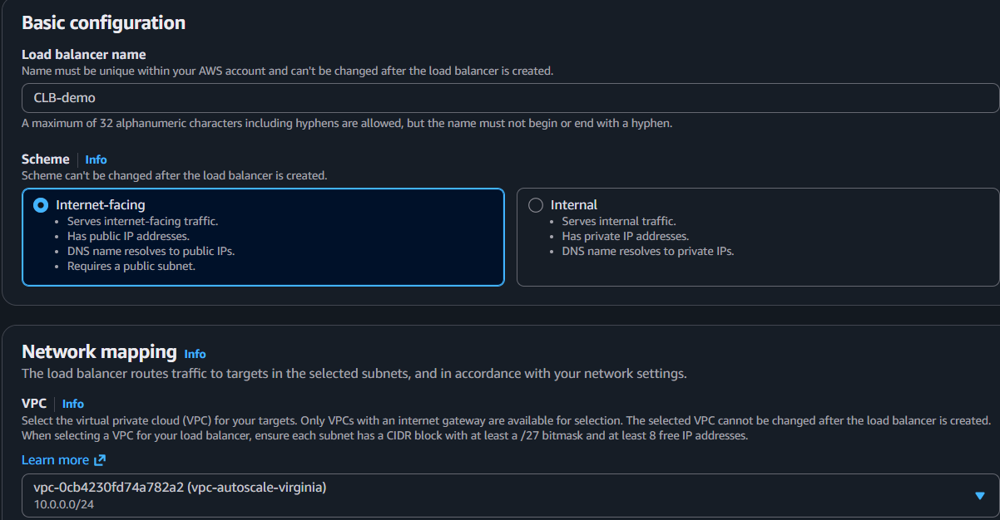 Basic configuration
Load balancer name
Name must be unique within your AWS account and can't be changed after the load balancer is created.
CLB-demo
A maximum of 32 alphanumeric characters including hyphens are allowed, but the name must not begin or end with a hyphen.
Scheme Info
Scheme can't be changed after the load balancer is created.
Internet-facing
Serves internet-facing traffic.
Has public IP addresses.
DNS name resolves to public IPs.
Requires a public subnet.
Internal
Serves internal traffic.
Has private IP addresses.
DNS name resolves to private IPs.
Network mapping Info
The load balancer routes traffic to targets in the selected subnets, and in accordance with your network settings.
VPC Info
Select the virtual private cloud (VPC) for your targets. Only VPCs with an internet gateway are available for selection. The selected VPC cannot be changed after the load balancer is created.
When selecting a VPC for your load balancer, ensure each subnet has a CIDR block with at least a /27 bitmask and at least 8 free IP addresses.
Learn more
vpc-0cb4230fd74a782a2 (vpc-autoscale-virginia)
10.0.0.0/24